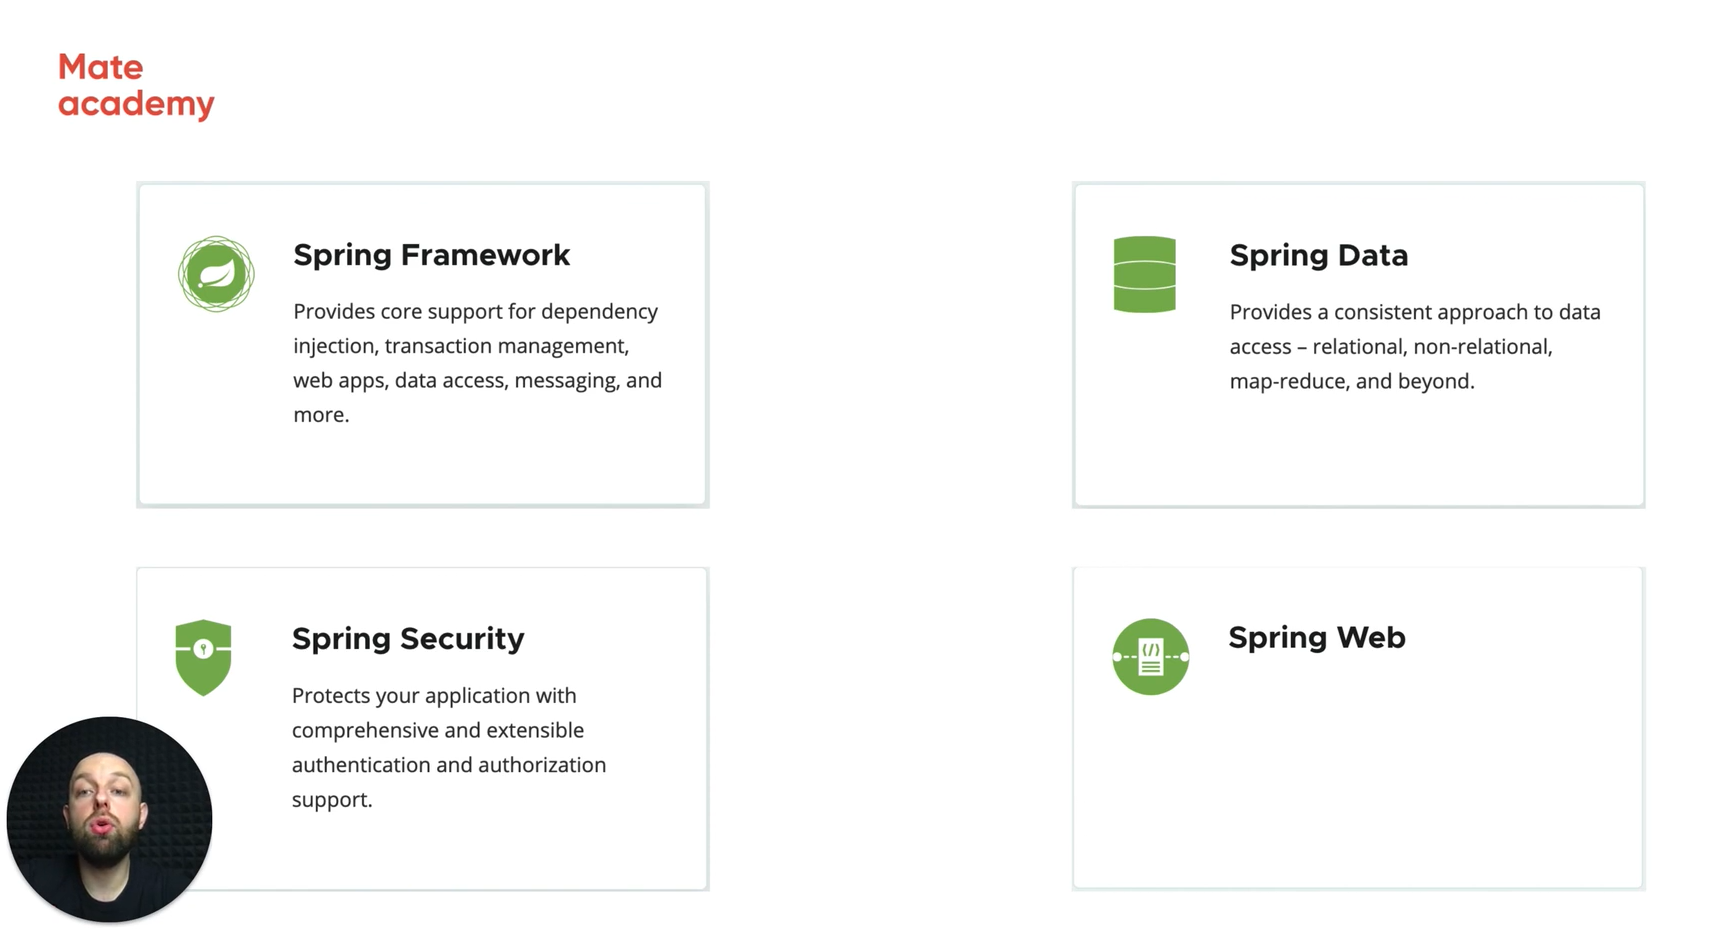 Mate
academy
Spring Framework
Provides core support for dependency
injection, transaction management,
web apps, data access, messaging, and
more.
Spring Data
Provides a consistent approach to data
access – relational, non-relational,
map-reduce, and beyond.
Spring Security
Protects your application with
comprehensive and extensible
authentication and authorization
support.
Spring Web